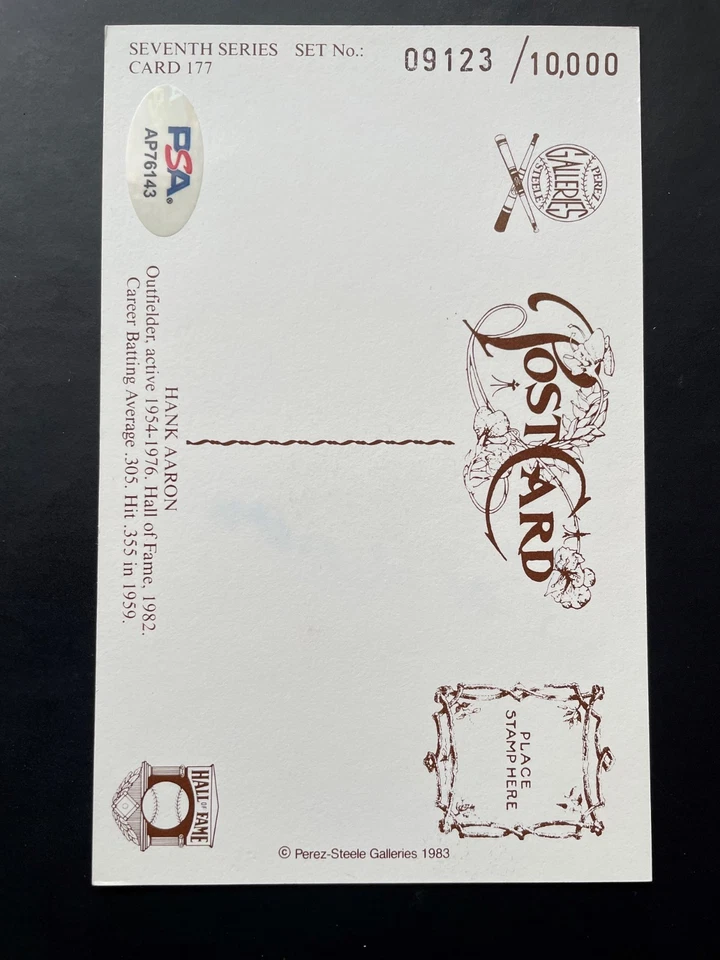 SEVENTH SERIES SET No.: 09123 / 10,000
CARD 177
PSA®
AP76143
PEREZ
STEELE
GALLERIES
POST CARD
HANK AARON
Outfielder, active 1954-1976. Hall of Fame, 1982.
Career Batting Average .305. Hit .355 in 1959.
PLACE
STAMP HERE
HALL OF FAME
© Perez-Steele Galleries 1983